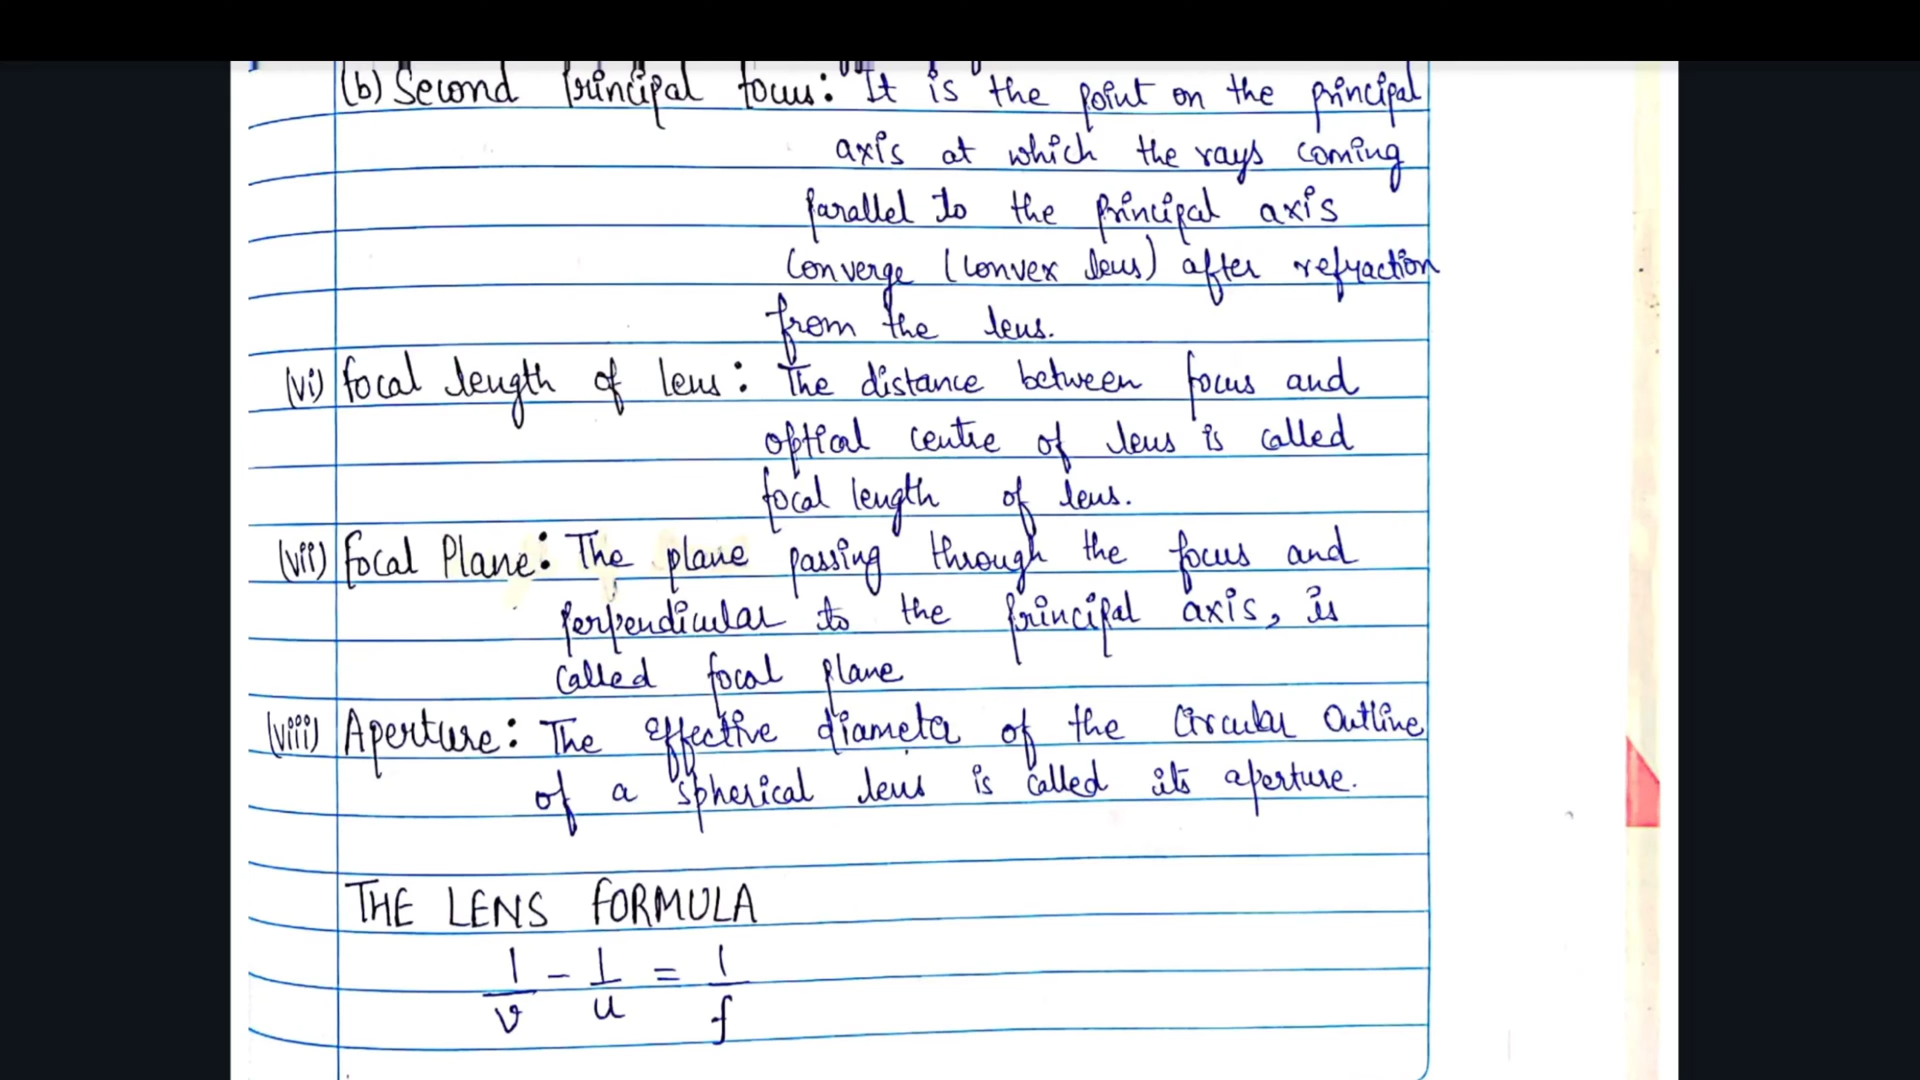 (b) Second Principal focus: It is the point on the principal
axis at which the rays coming
parallel to the principal axis
converge (convex lens) after refraction
from the lens.
(vi) focal length of lens: The distance between focus and
optical centre of lens is called
focal length of lens.
(vii) focal Plane: The plane passing through the focus and
perpendicular to the principal axis, is
called focal plane
(viii) Aperture: The effective diameter of the circular outline
of a spherical lens is called its aperture.
THE LENS FORMULA
1/v - 1/u = 1/f